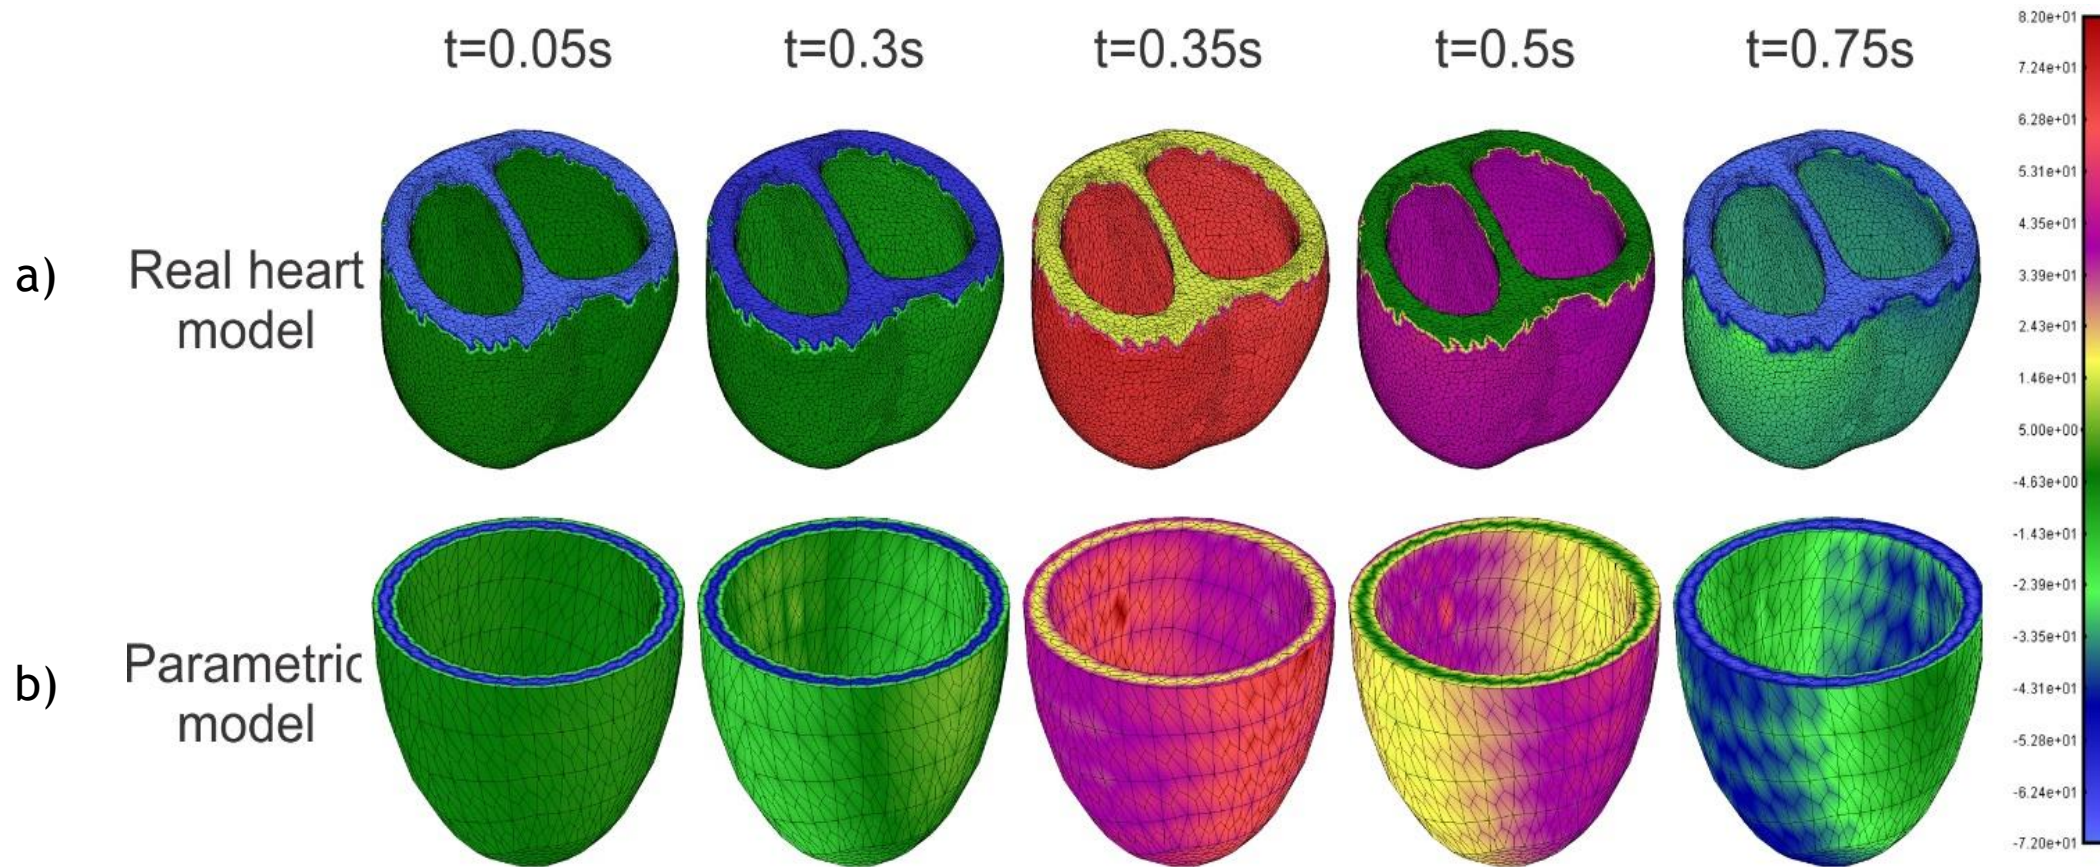 t=0.05s t=0.3s t=0.35s t=0.5s t=0.75s
a) Real heart
model
b) Parametric
model
8.20e+01
7.24e+01
6.28e+01
5.31e+01
4.35e+01
3.39e+01
2.43e+01
1.46e+01
5.00e+00
-4.63e+00
-1.43e+01
-2.39e+01
-3.35e+01
-4.31e+01
-5.28e+01
-6.24e+01
-7.20e+01